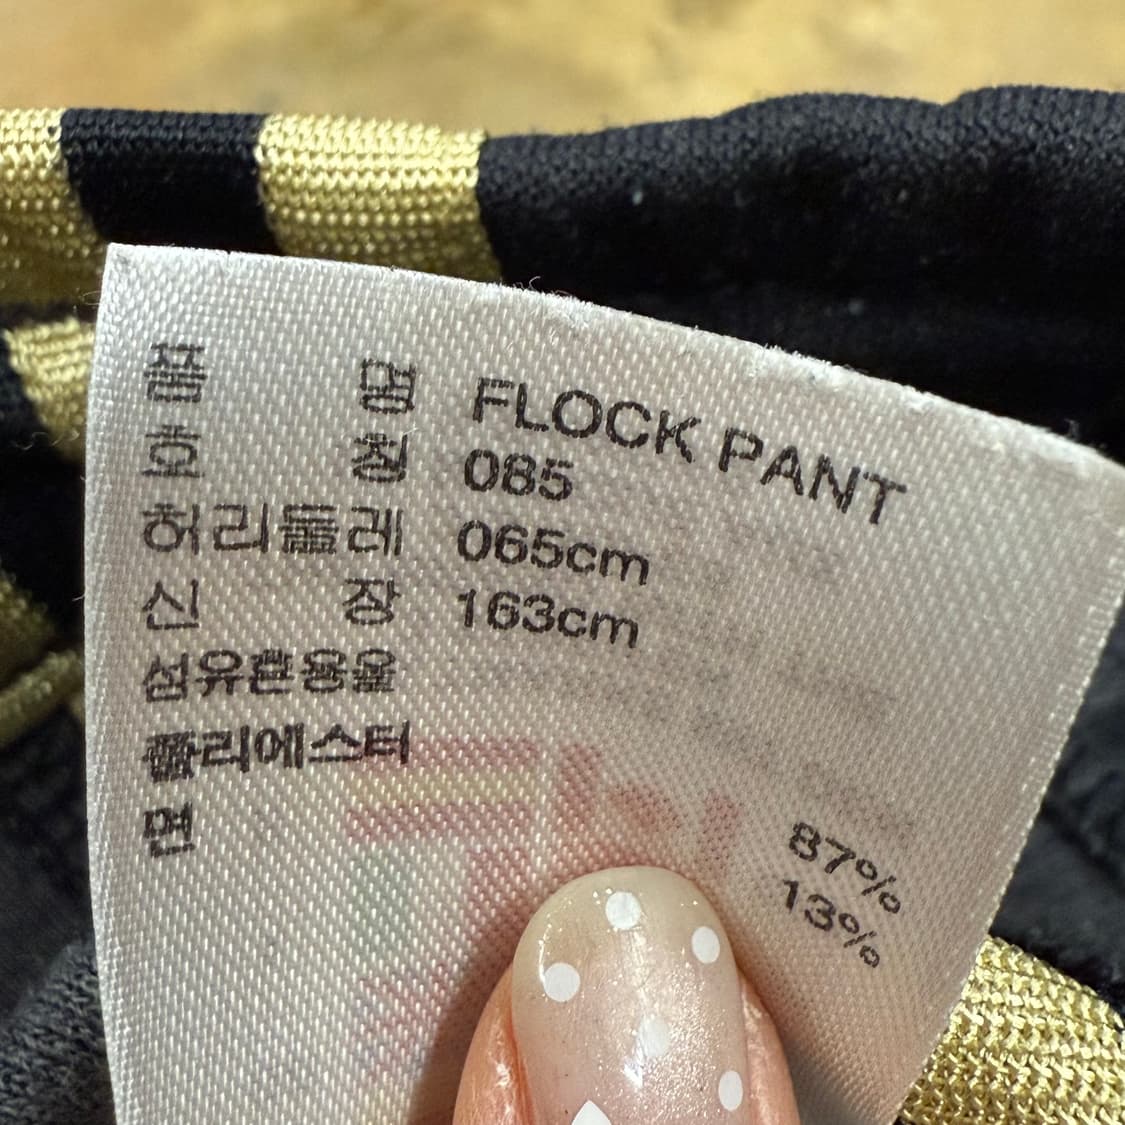 품 명 FLOCK PANT
호 칭 085
허리둘레 065cm
신 장 163cm
섬유혼용율
폴리에스터 87%
면 13%